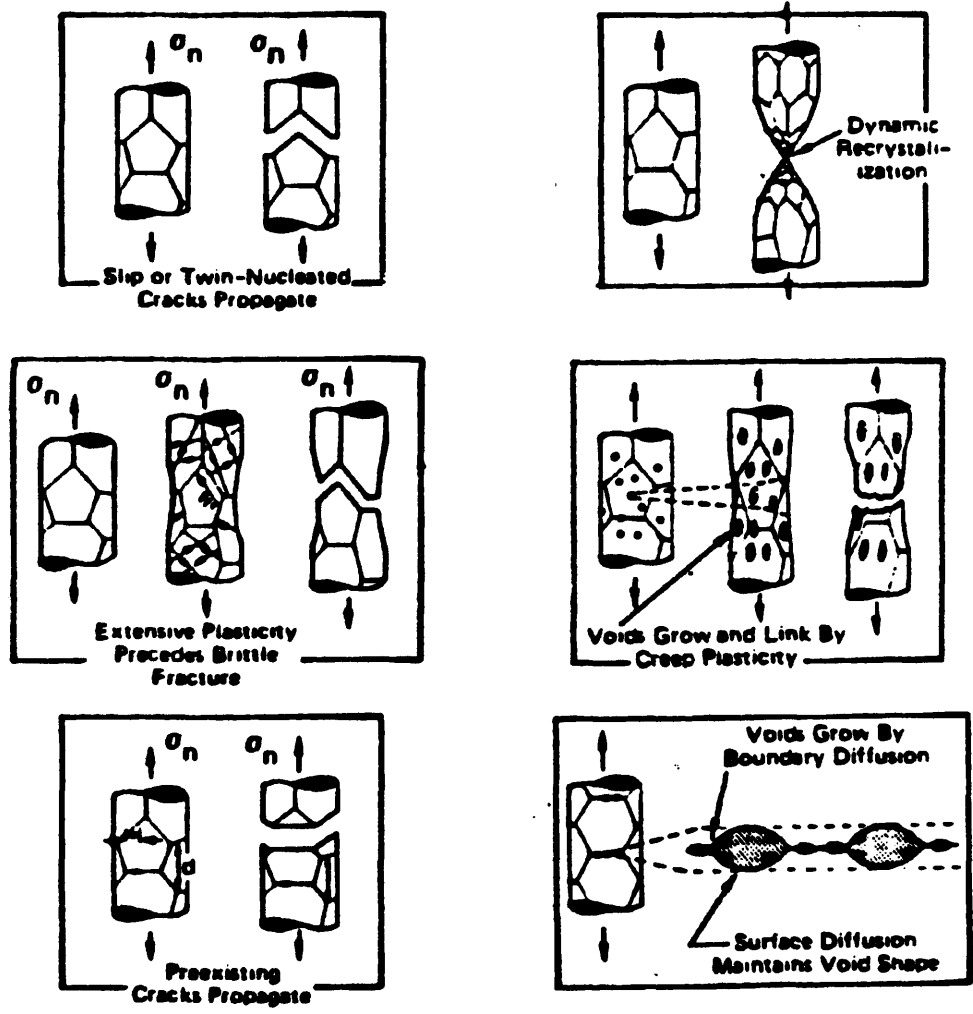 σn σn
Slip or Twin-Nucleated
Cracks Propagate
Dynamic
Recrystal-
ization
σn σn σn
Extensive Plasticity
Precedes Brittle
Fracture
Voids Grow and Link By
Creep Plasticity
σn σn
d
Preexisting
Cracks Propagate
Voids Grow By
Boundary Diffusion
Surface Diffusion
Maintains Void Shape